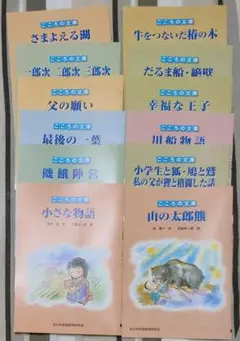 こころの文庫
さまよえる湖
こころの文庫
一郎次 二郎次 三郎次
こころの文庫
父の願い
こころの文庫
最後の一葉
こころの文庫
飢餓陣営
こころの文庫
小さな物語
こころの文庫
牛をつないだ椿の木
こころの文庫
だるま船・絶壁
こころの文庫
幸福な王子
こころの文庫
川船物語
こころの文庫
小学生と狐・鳩と鷲
私の父が狸と格闘した話
こころの文庫
山の太郎熊